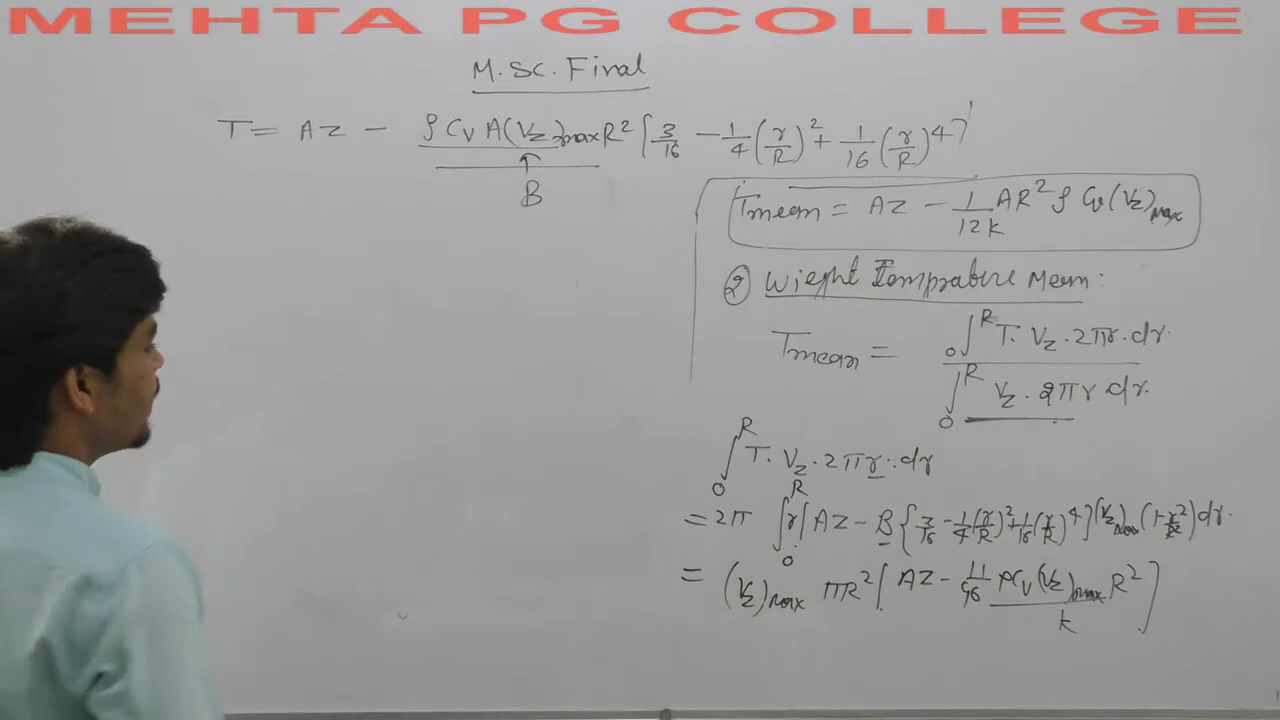 MEHTA PG COLLEGE
M.Sc. Final
T = AZ - ρ Cv A(Vz)max R² [3/16 - 1/4 (r/R)² + 1/16 (r/R)⁴]
B
Tmean = AZ - 1/12k AR² ρ Cv (Vz)max
② Wieght Temprature Mean:
Tmean = ₀∫ᴿ T. Vz . 2πr . dr. / ₀∫ᴿ Vz . 2πr dr.
₀∫ᴿ T. Vz . 2πr . dr
= 2π ₀∫ᴿ r [AZ - B {3/16 - 1/4 (r/R)² + 1/16 (r/R)⁴}] (Vz)max (1 - r²/R²) dr.
= (Vz)max πR² [AZ - 11/96 ρCv (Vz)max R² / k]